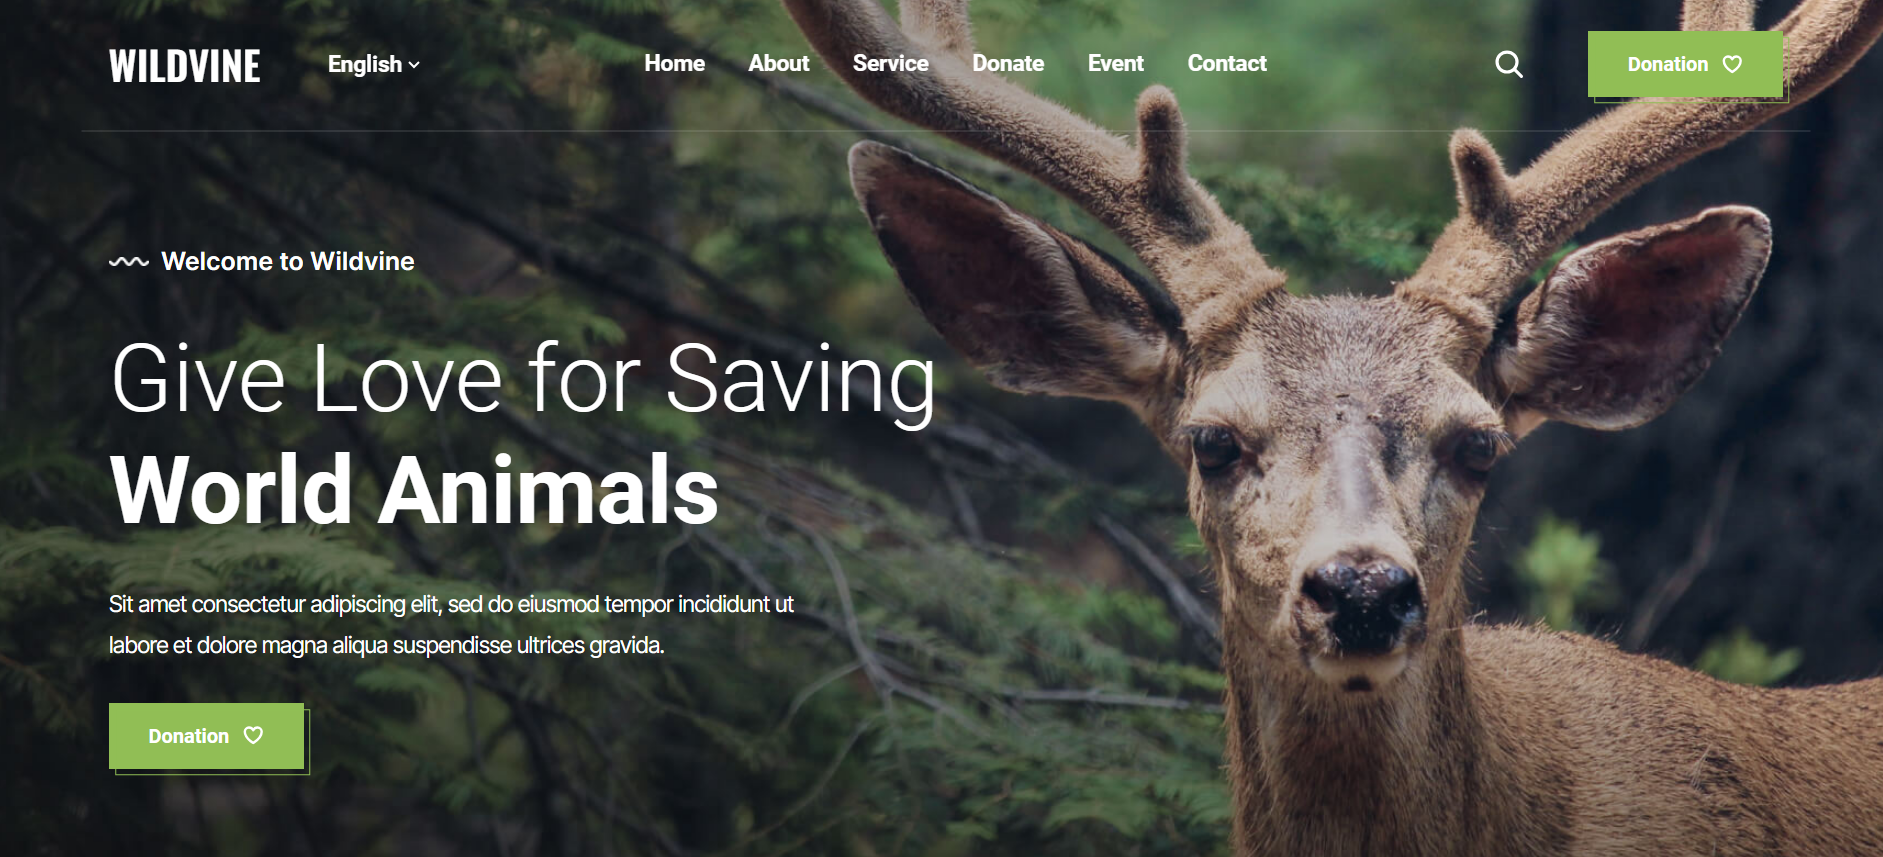 WILDVINE
English
Home
About
Service
Donate
Event
Contact
Donation
Welcome to Wildvine
Give Love for Saving
World Animals
Sit amet consectetur adipiscing elit, sed do eiusmod tempor incididunt ut
labore et dolore magna aliqua suspendisse ultrices gravida.
Donation